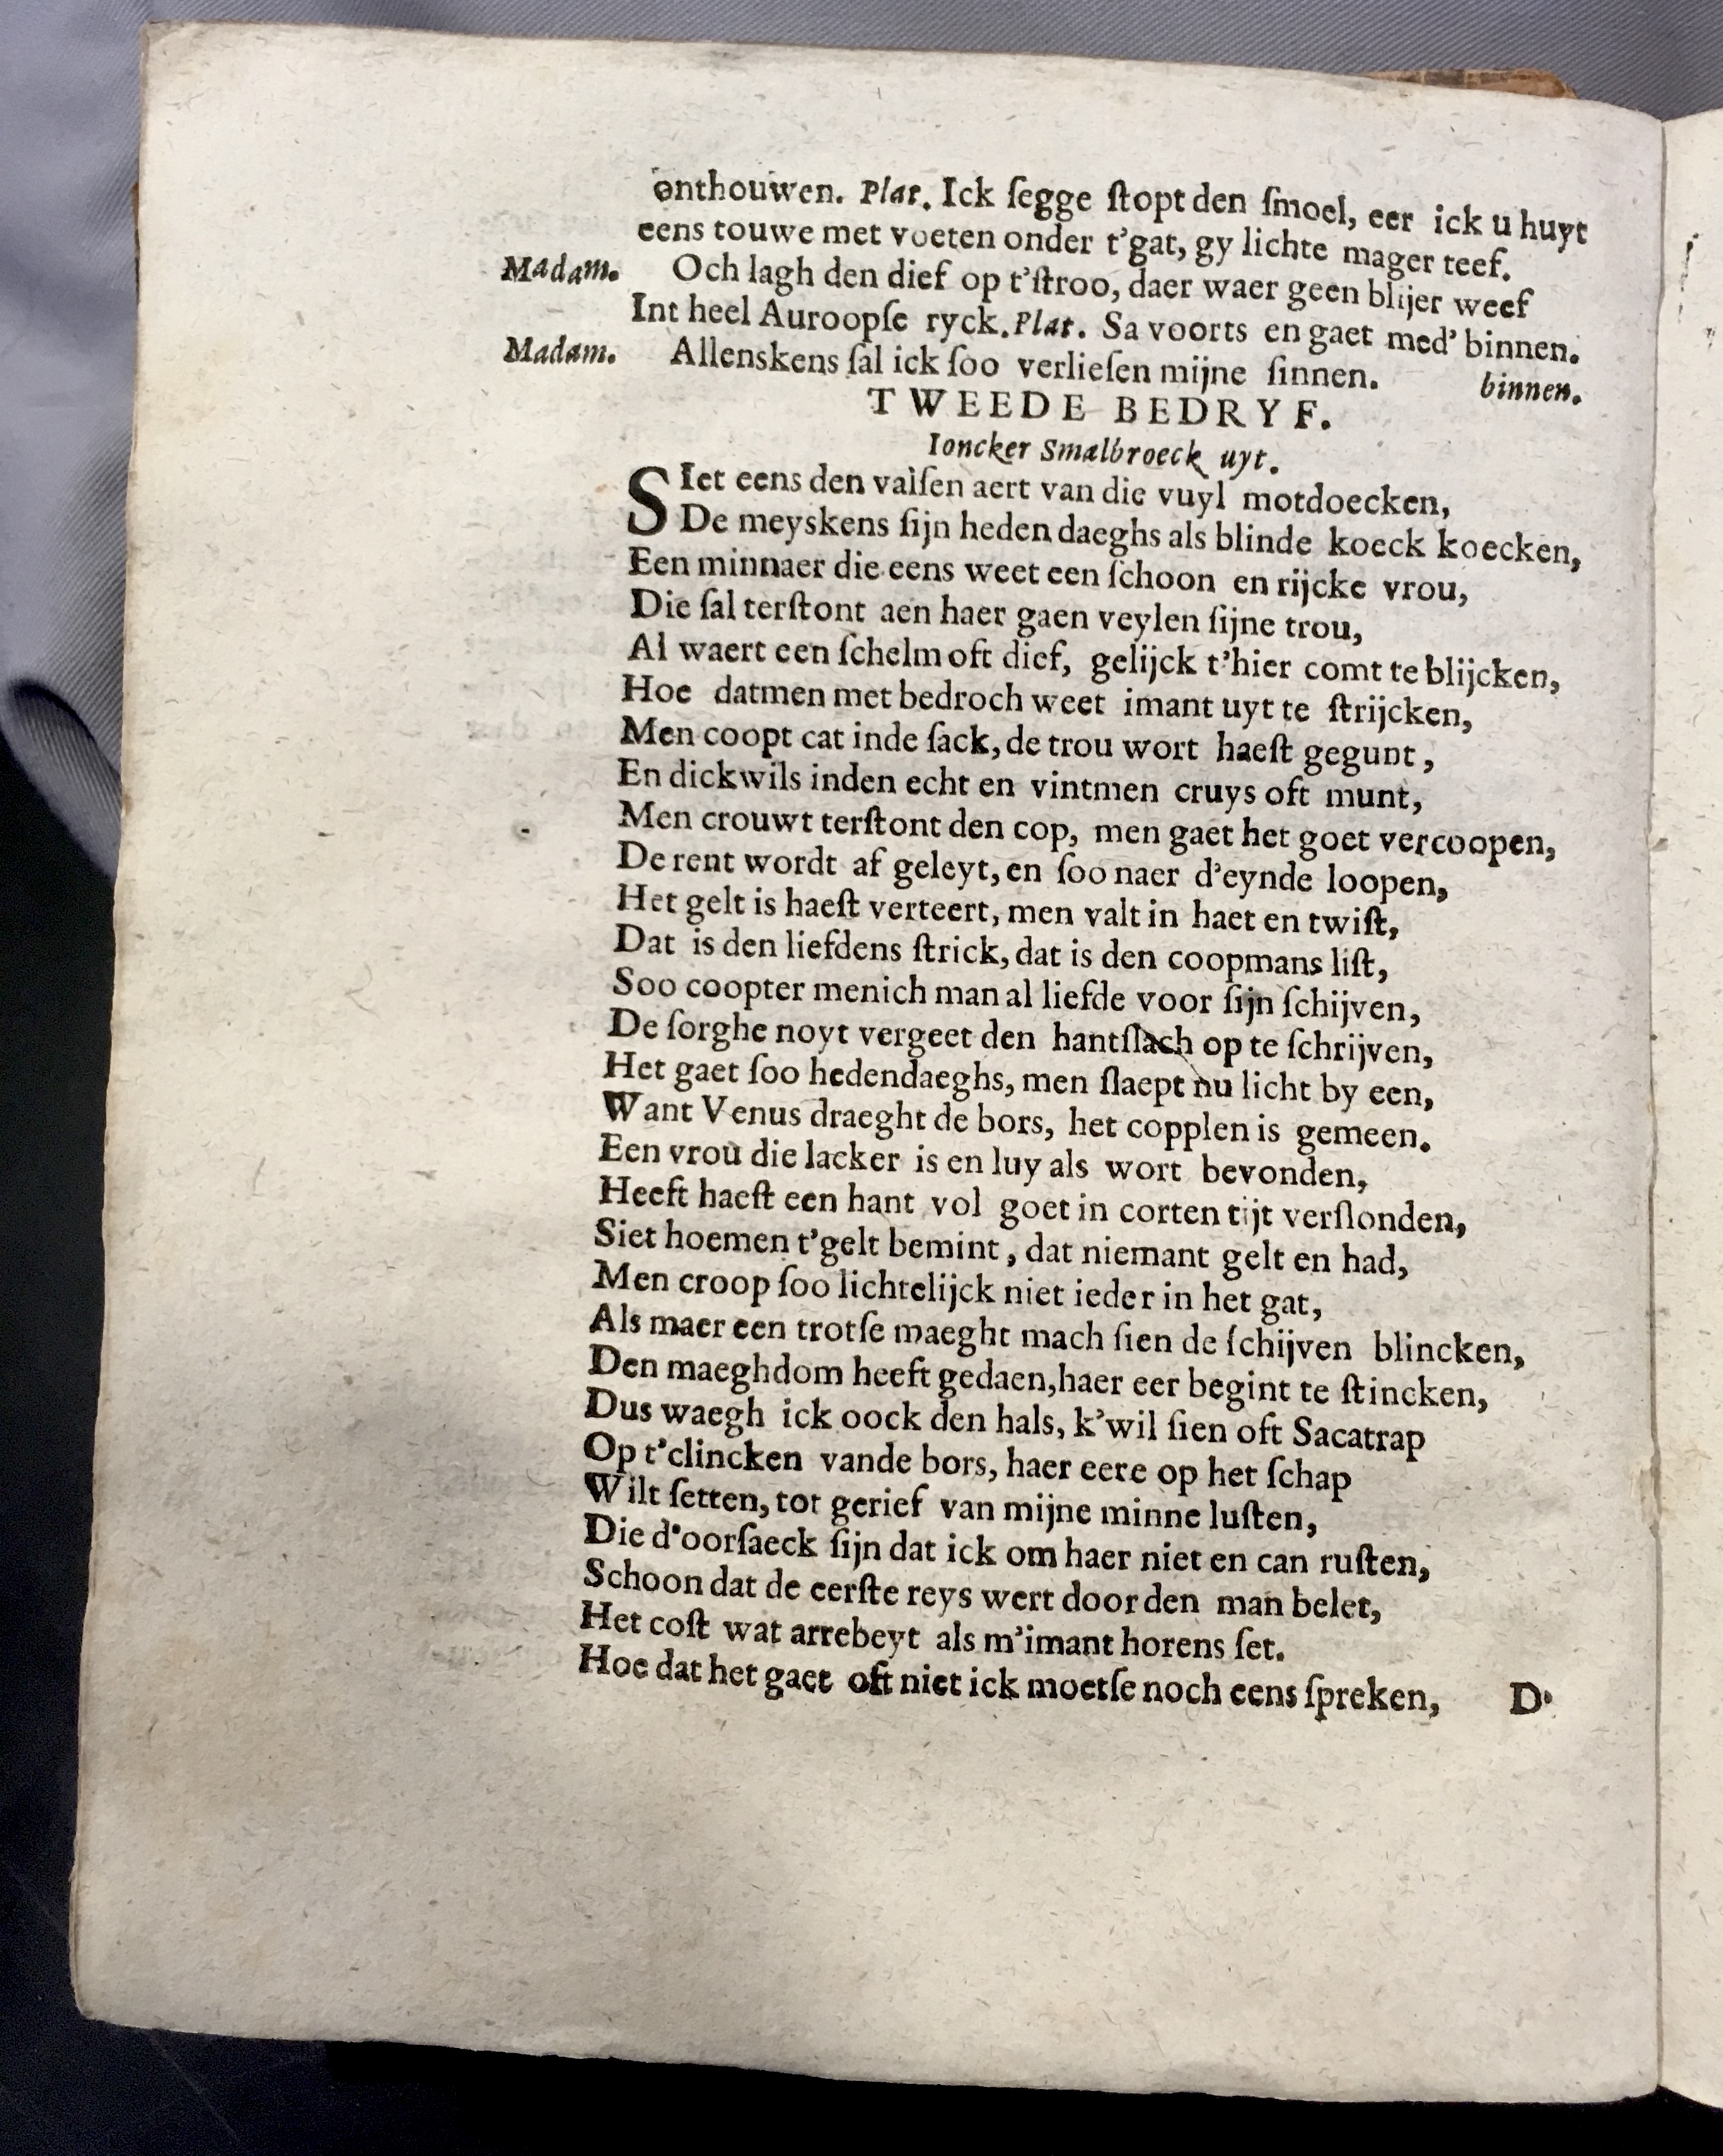 onthouwen. Plat. Ick ſegge ſtopt den ſmoel, eer ick u huyt
eens touwe met voeten onder t'gat, gy lichte mager teef.
Madam. Och lagh den dief op t'ſtroo, daer waer geen blijer weef
Int heel Auroopſe ryck. Plat. Sa voorts en gaet med' binnen.
Madam. Allenskens ſal ick ſoo verlieſen mijne ſinnen. binnen.
TWEEDE BEDRYF.
Ioncker Smalbroeck uyt.
SIet eens den valſen aert van die vuyl motdoecken,
De meyskens ſijn heden daeghs als blinde koeck koecken,
Een minnaer die eens weet een ſchoon en rijcke vrou,
Die ſal terſtont aen haer gaen veylen ſijne trou,
Al waert een ſchelm oft dief, gelijck t'hier comt te blijcken,
Hoe datmen met bedroch weet imant uyt te ſtrijcken,
Men coopt cat inde ſack, de trou wort haeſt gegunt,
En dickwils inden echt en vintmen cruys oft munt,
Men crouwt terſtont den cop, men gaet het goet vercoopen,
De rent wordt af geleyt, en ſoo naer d'eynde loopen,
Het gelt is haeſt verteert, men valt in haet en twiſt,
Dat is den liefdens ſtrick, dat is den coopmans liſt,
Soo coopter menich man al liefde voor ſijn ſchijven,
De ſorghe noyt vergeet den hantſlach op te ſchrijven,
Het gaet ſoo hedendaeghs, men ſlaept nu licht by een,
Want Venus draeght de bors, het copplen is gemeen.
Een vrou die lacker is en luy als wort bevonden,
Heeft haeſt een hant vol goet in corten tijt verſlonden,
Siet hoemen t'gelt bemint, dat niemant gelt en had,
Men croop ſoo lichtelijck niet ieder in het gat,
Als maer een trotſe maeght mach ſien de ſchijven blincken,
Den maeghdom heeft gedaen, haer eer begint te ſtincken,
Dus waegh ick oock den hals, k'wil ſien oft Sacatrap
Op t'clincken vande bors, haer eere op het ſchap
Wilt ſetten, tot gerief van mijne minne luſten,
Die d'oorſaeck ſijn dat ick om haer niet en can ruſten,
Schoon dat de eerſte reys wert door den man belet,
Het coſt wat arrebeyt als m'imant horens ſet.
Hoe dat het gaet oft niet ick moetſe noch eens ſpreken,
D'